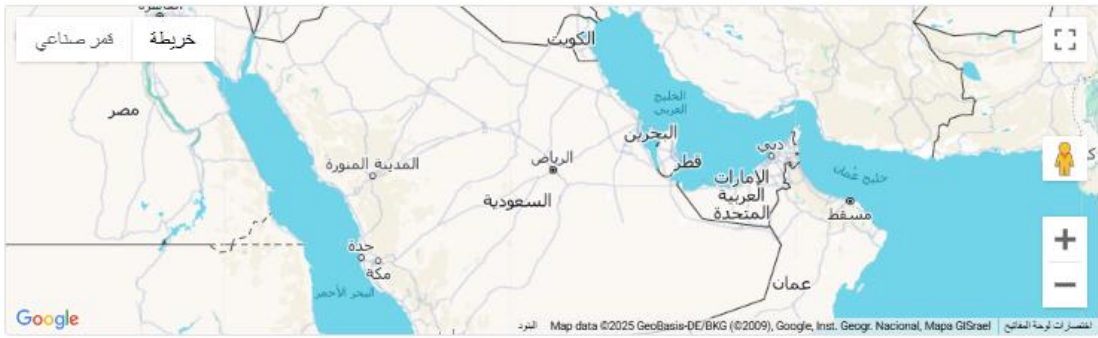 القاهرة
خريطة
قمر صناعي
الكويت
مصر
الخليج
العربي
البحرين
المدينة المنورة
الرياض
قطر
دبي
السعودية
الإمارات
العربية
المتحدة
خليج عُمان
مسقط
جدة
مكة
عمان
البحر الأحمر
Google
اختصارات لوحة المفاتيح
Map data ©2025 GeoBasis-DE/BKG (©2009), Google, Inst. Geogr. Nacional, Mapa GISrael
البنود